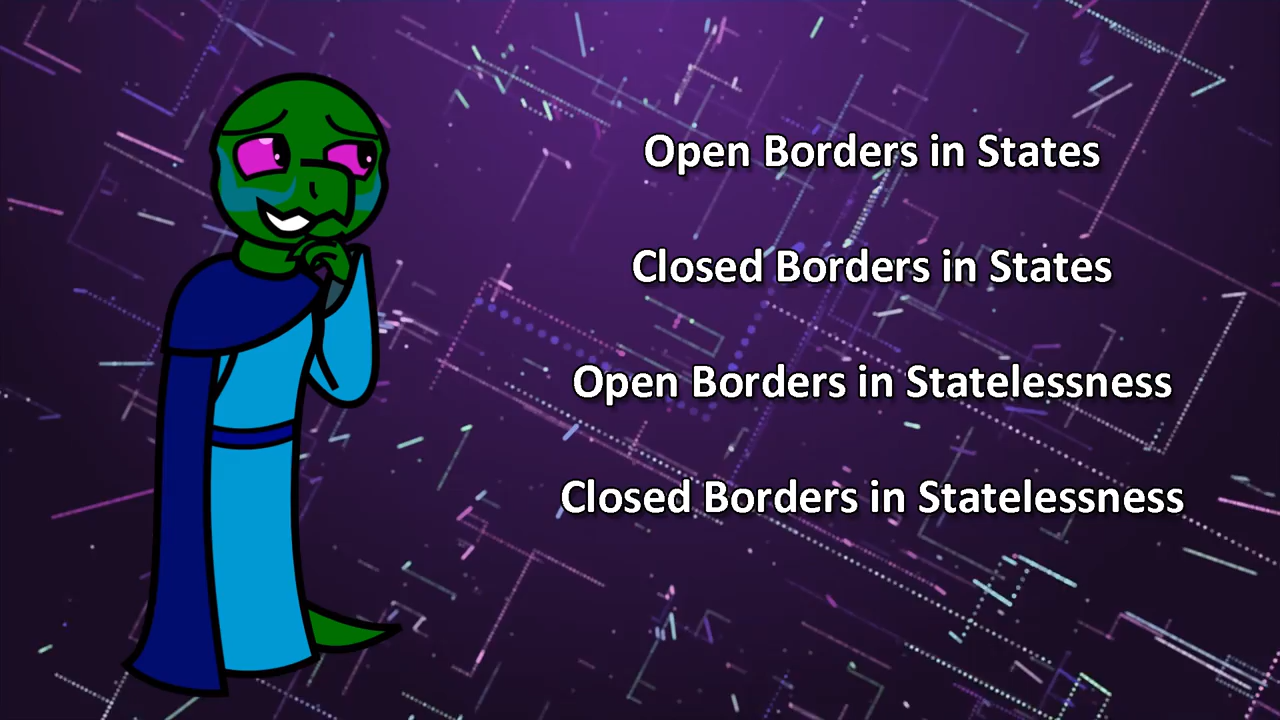 Open Borders in States
Closed Borders in States
Open Borders in Statelessness
Closed Borders in Statelessness